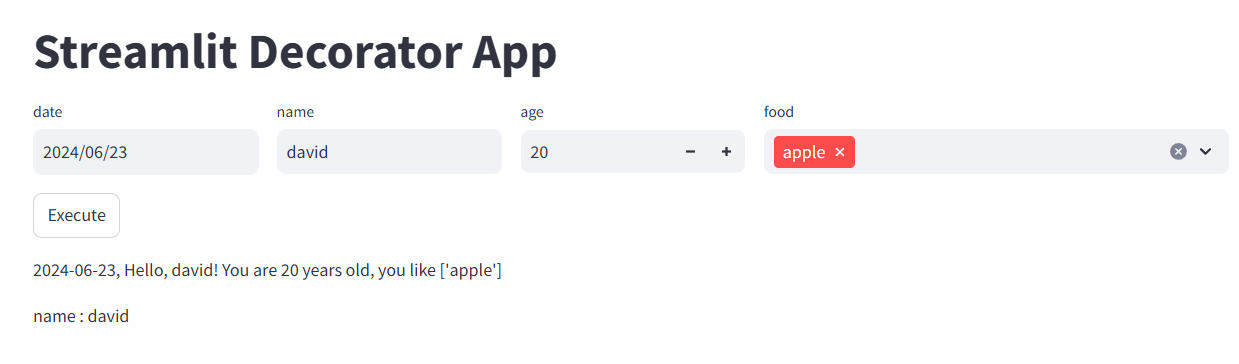 Streamlit Decorator App
date name age food
2024/06/23 david 20 − + apple ×
Execute
2024-06-23, Hello, david! You are 20 years old, you like ['apple']
name : david